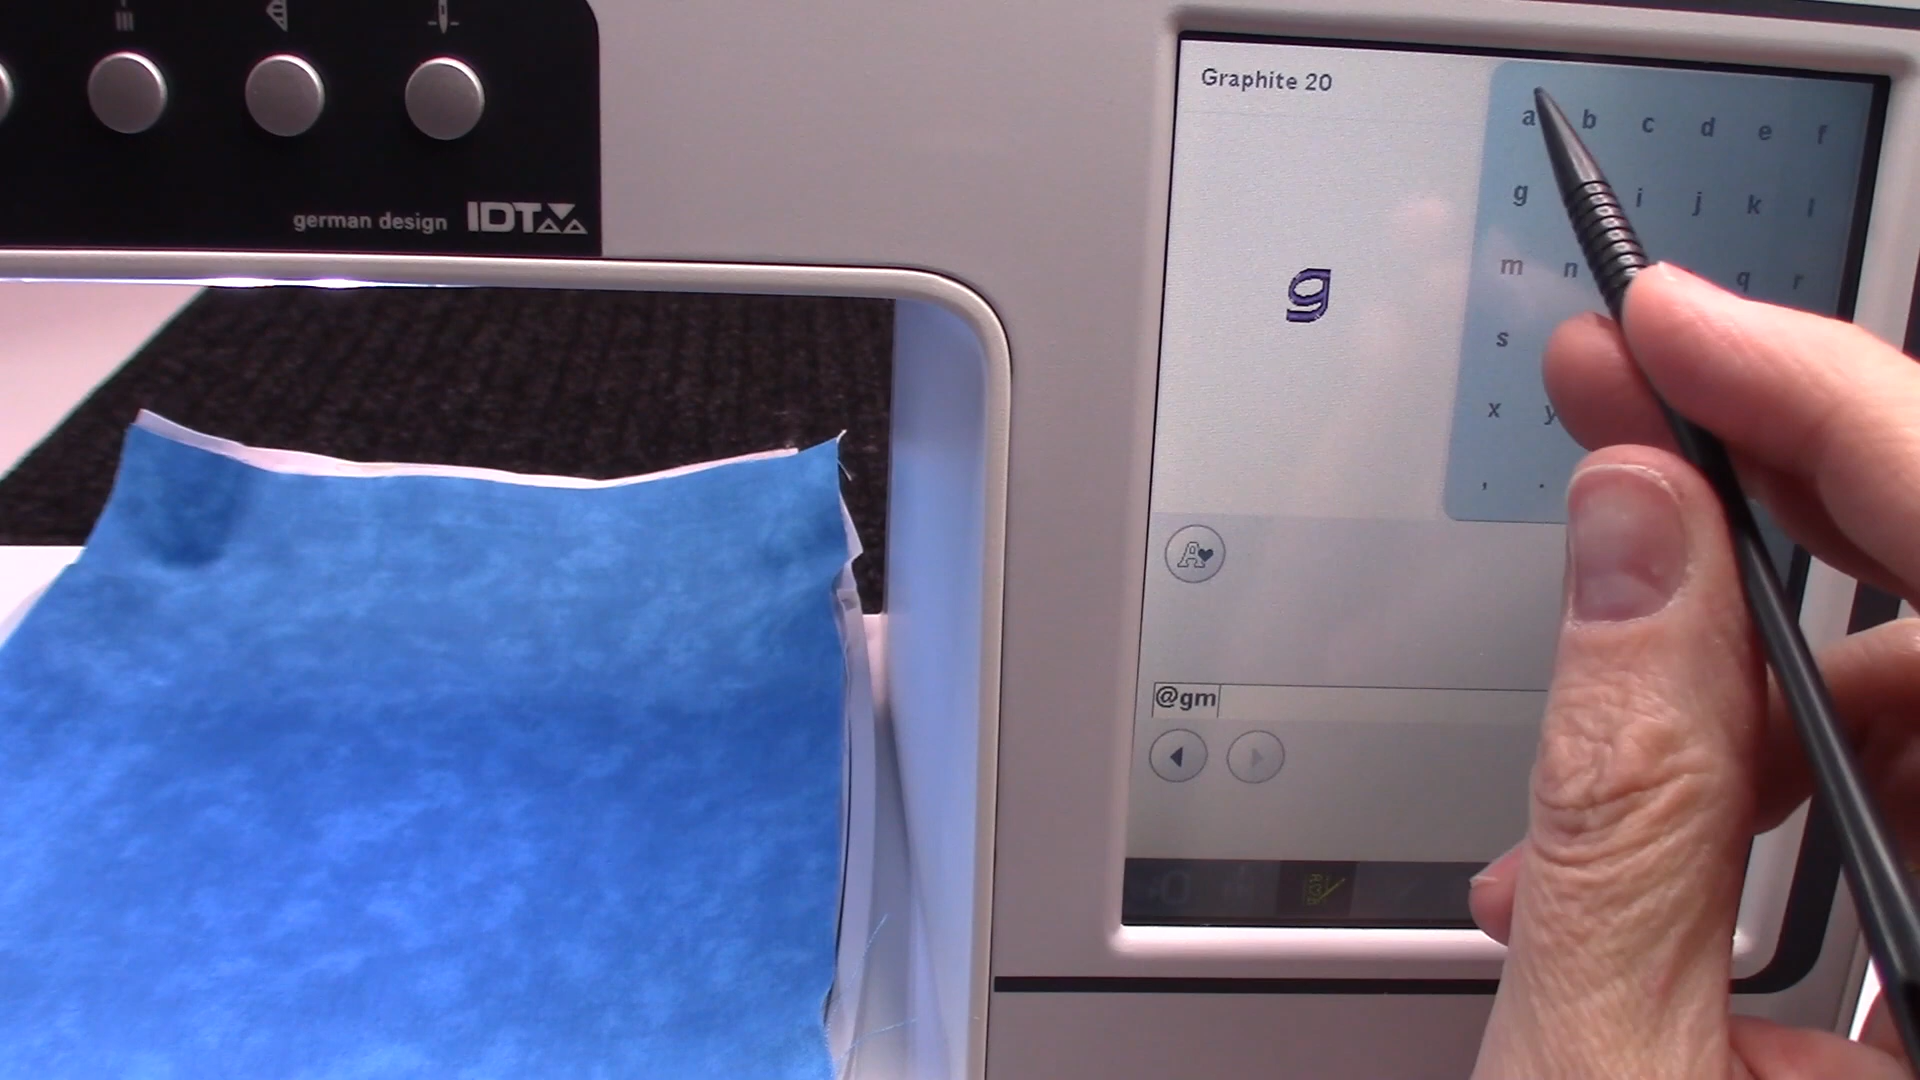 german design IDT
Graphite 20
a b c d e f
g i j k l
m n q r
s
x y
, .
g
A
@gm